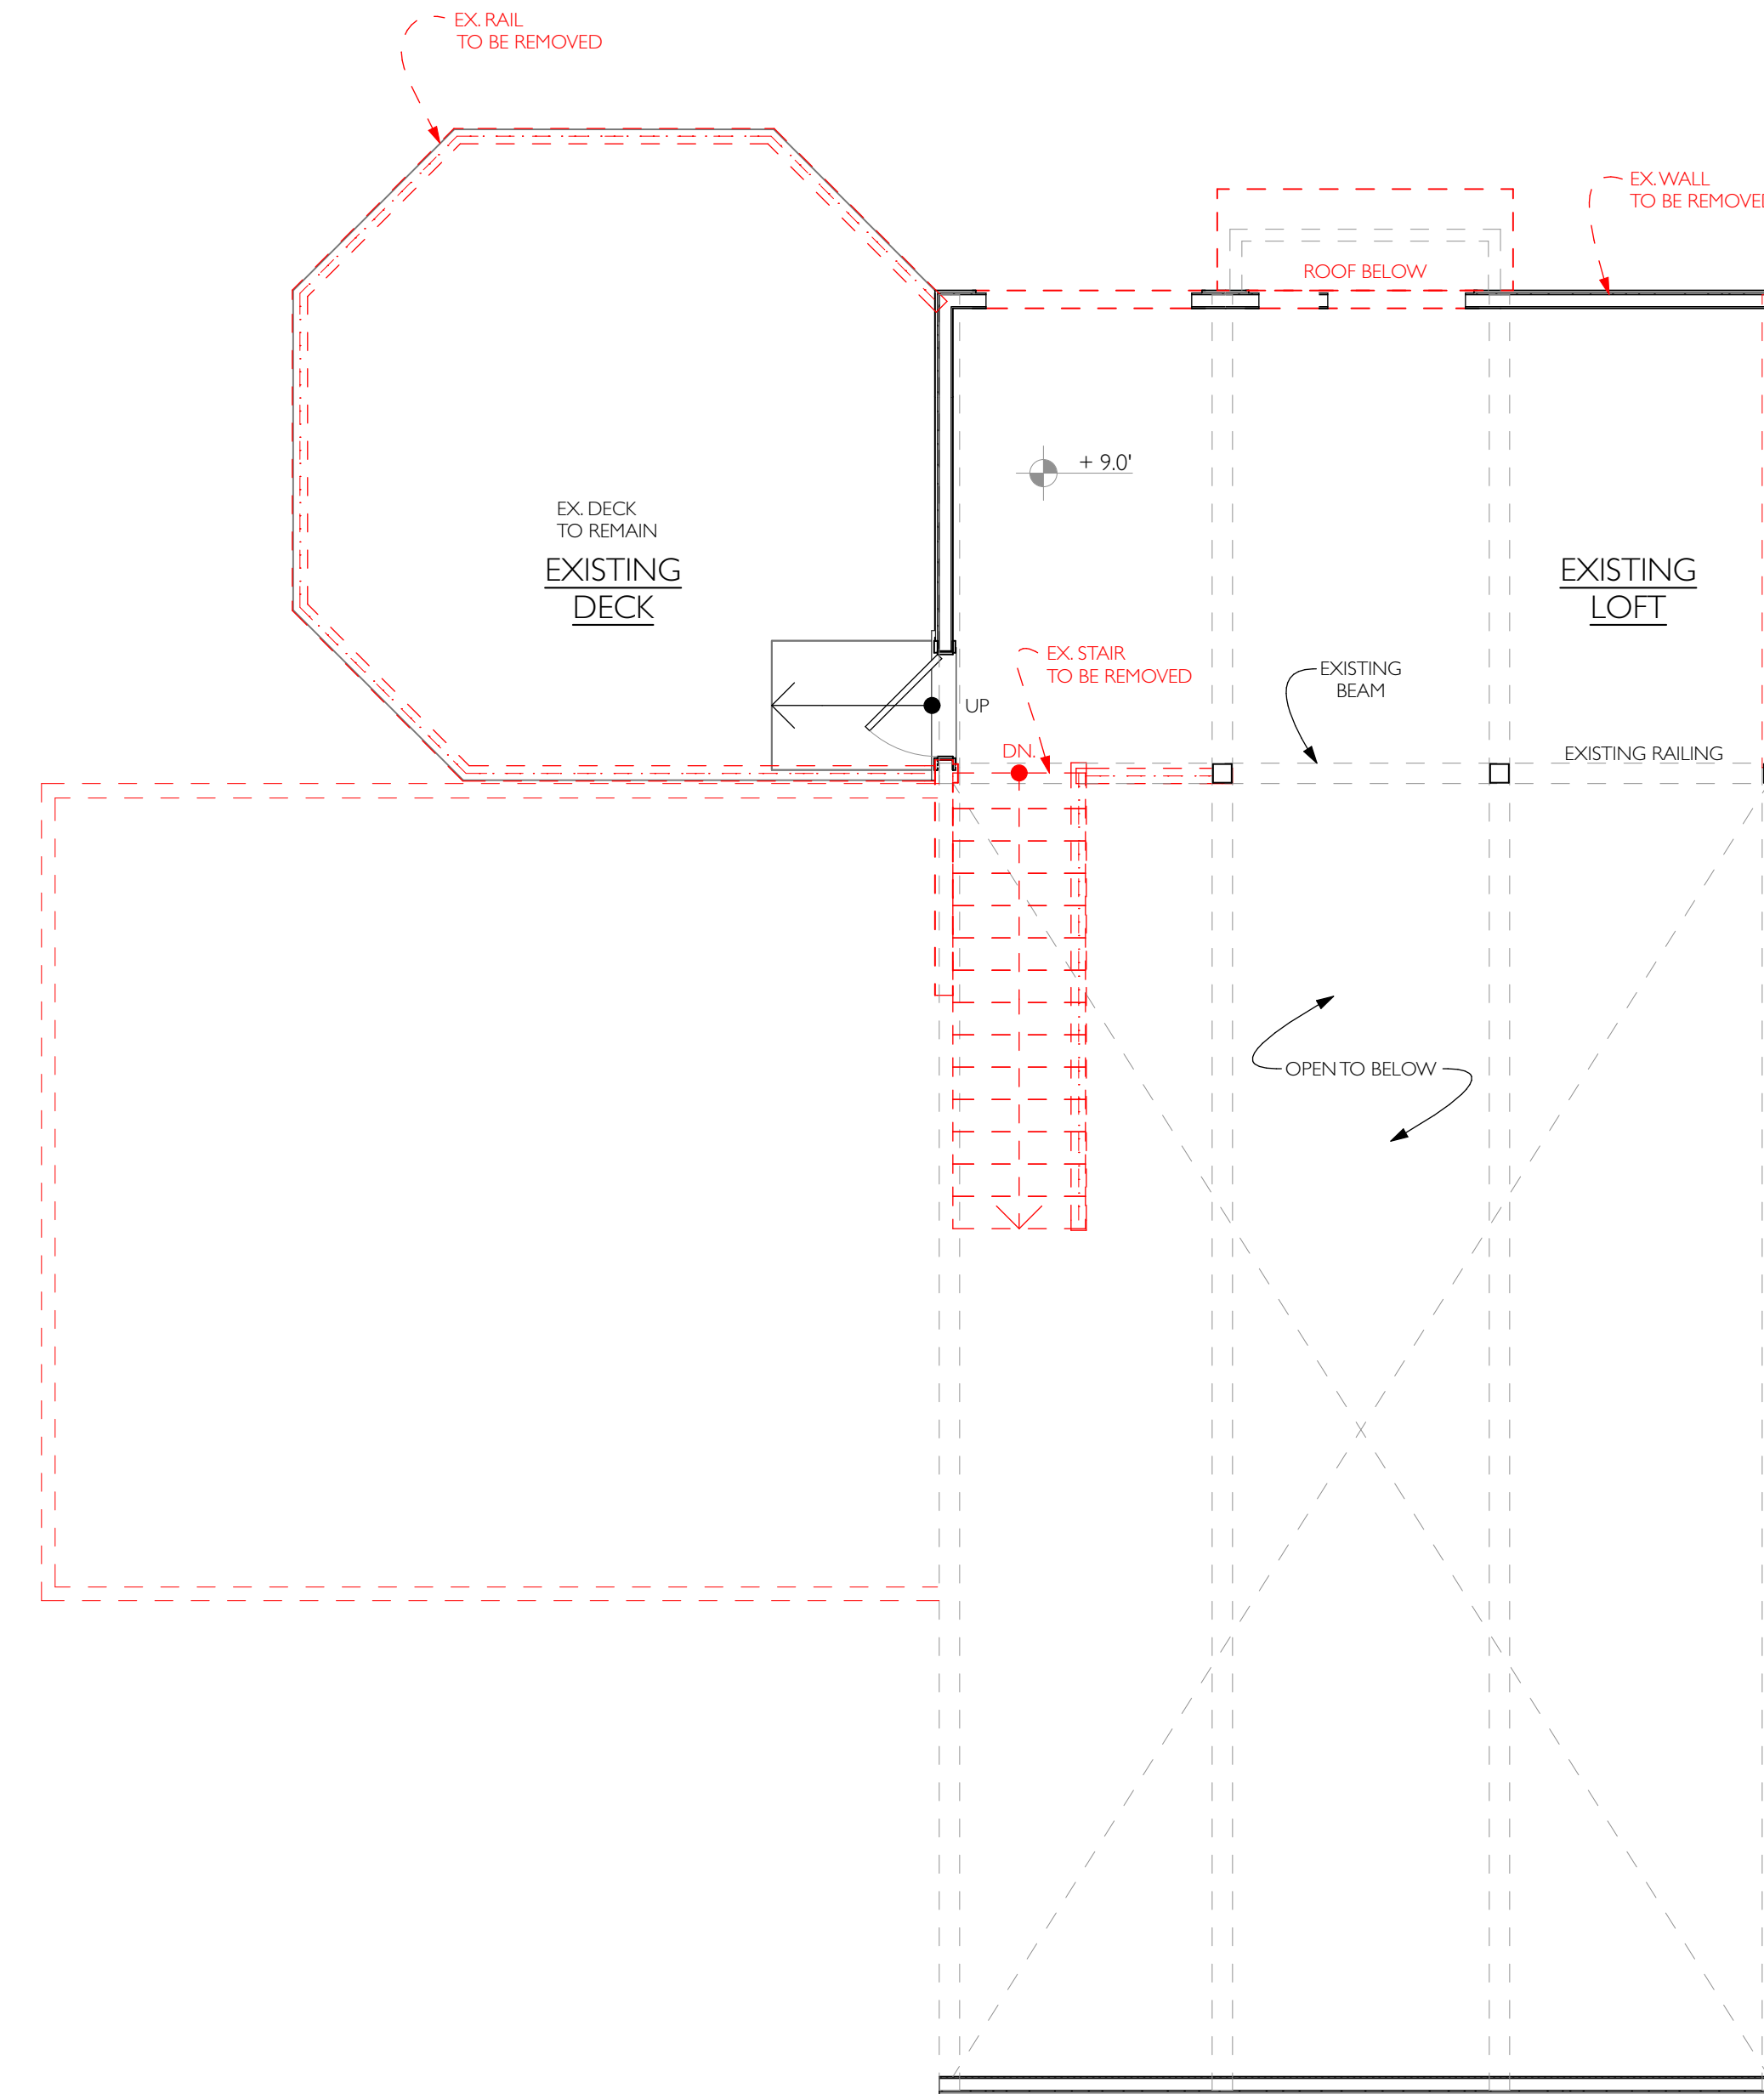 EX. RAIL
TO BE REMOVED
EX. WALL
TO BE REMOVED
ROOF BELOW
+ 9.0'
EX. DECK
TO REMAIN
EXISTING
DECK
EXISTING
LOFT
EX. STAIR
TO BE REMOVED
EXISTING
BEAM
UP
DN.
EXISTING RAILING
OPEN TO BELOW